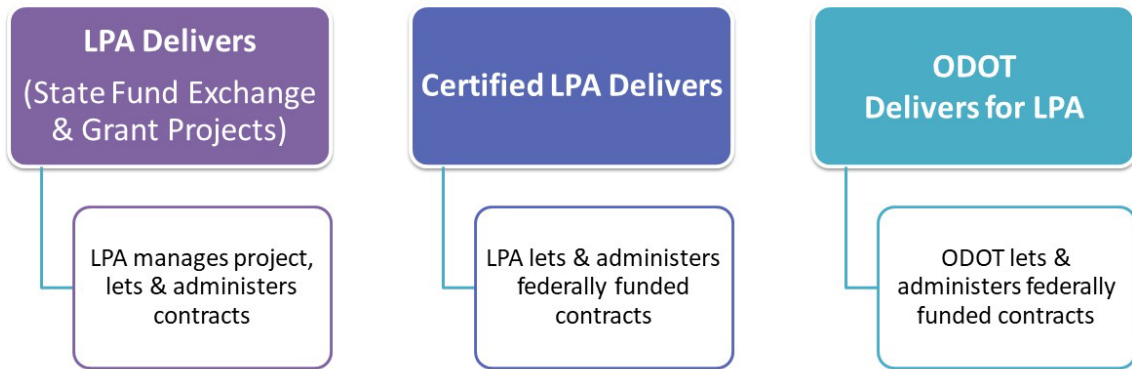 LPA Delivers
(State Fund Exchange
& Grant Projects)
LPA manages project,
lets & administers
contracts
Certified LPA Delivers
LPA lets & administers
federally funded
contracts
ODOT
Delivers for LPA
ODOT lets &
administers federally
funded contracts